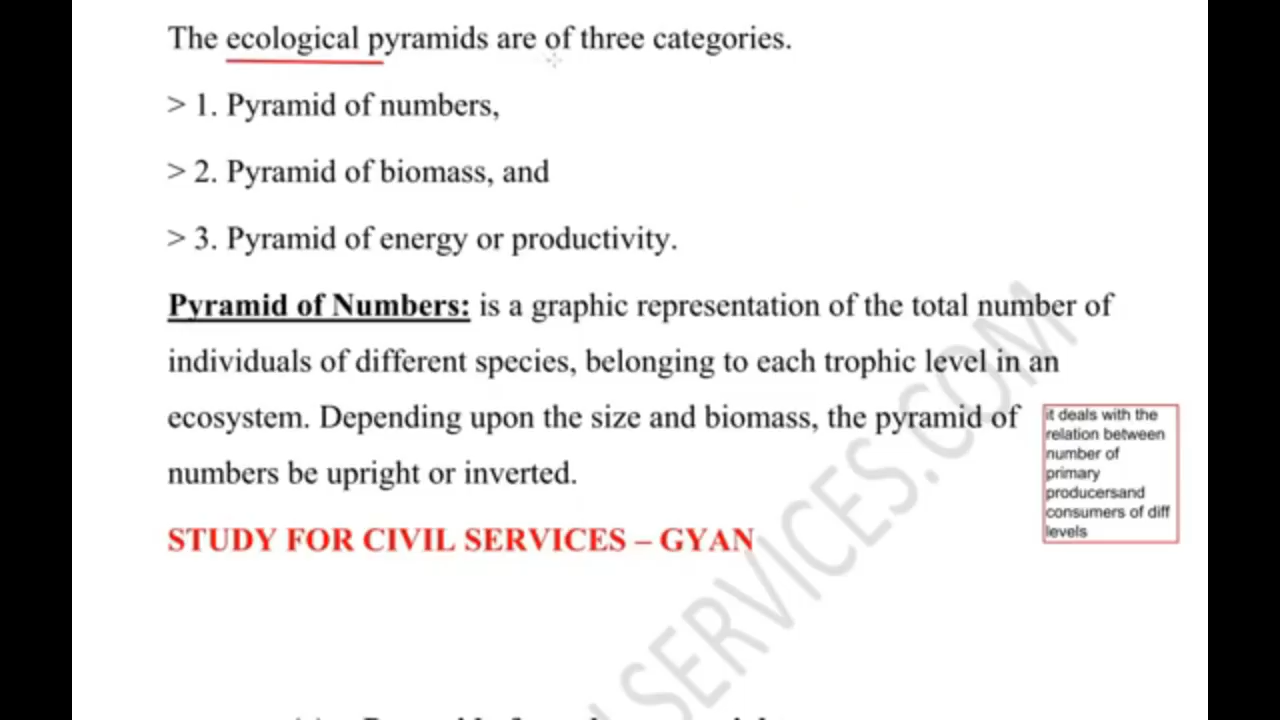 The ecological pyramids are of three categories.
> 1. Pyramid of numbers,
> 2. Pyramid of biomass, and
> 3. Pyramid of energy or productivity.
Pyramid of Numbers: is a graphic representation of the total number of
individuals of different species, belonging to each trophic level in an
ecosystem. Depending upon the size and biomass, the pyramid of
numbers be upright or inverted.
it deals with the
relation between
number of
primary
producersand
consumers of diff
levels
STUDY FOR CIVIL SERVICES – GYAN
SERVICES.COM